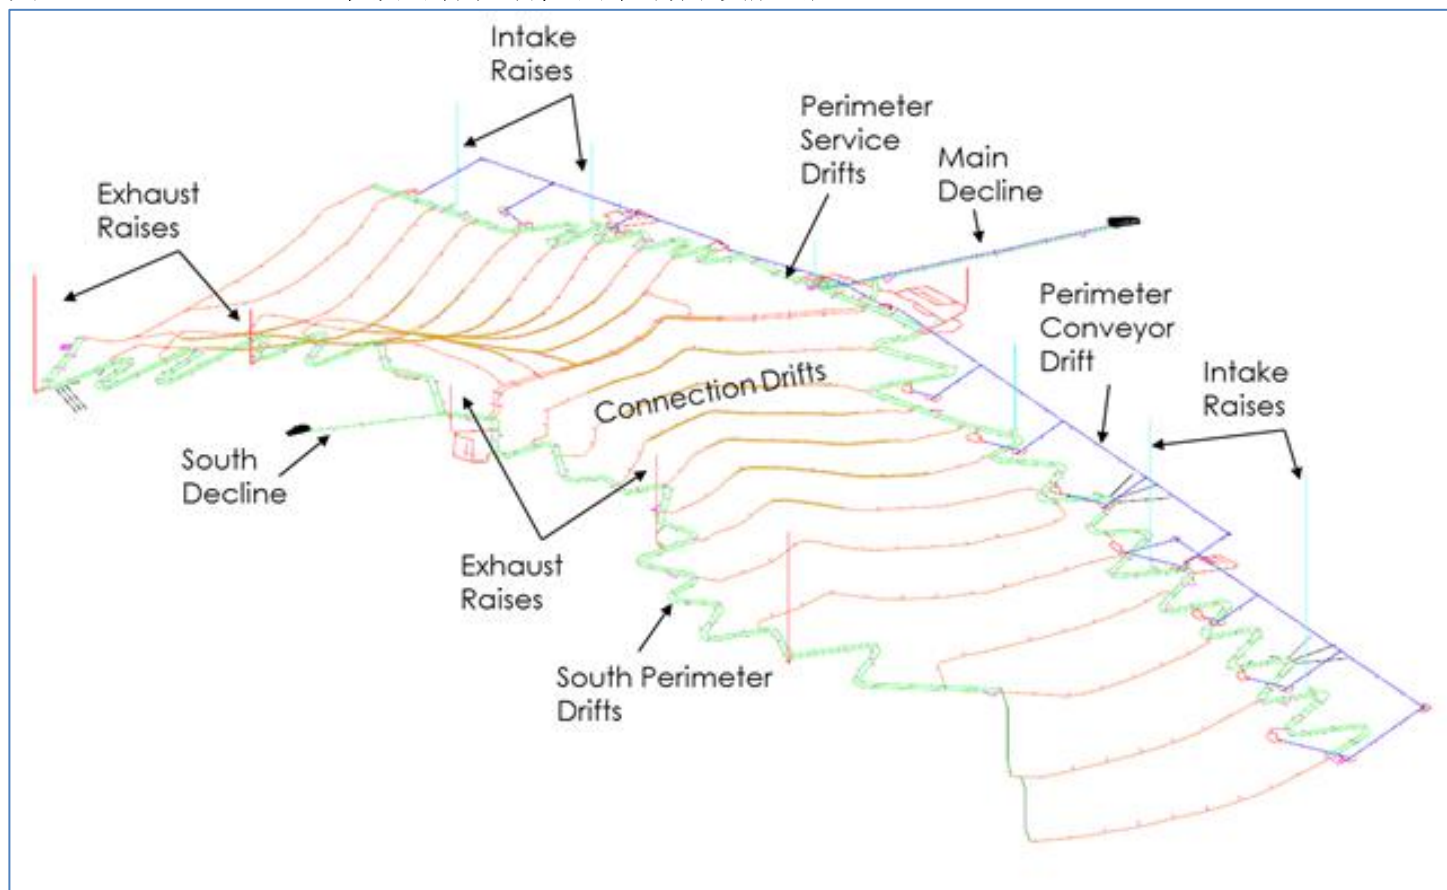 Intake
Raises
Perimeter
Service
Drifts
Main
Decline
Exhaust
Raises
Perimeter
Conveyor
Drift
Intake
Raises
Connection Drifts
South
Decline
Exhaust
Raises
South Perimeter
Drifts